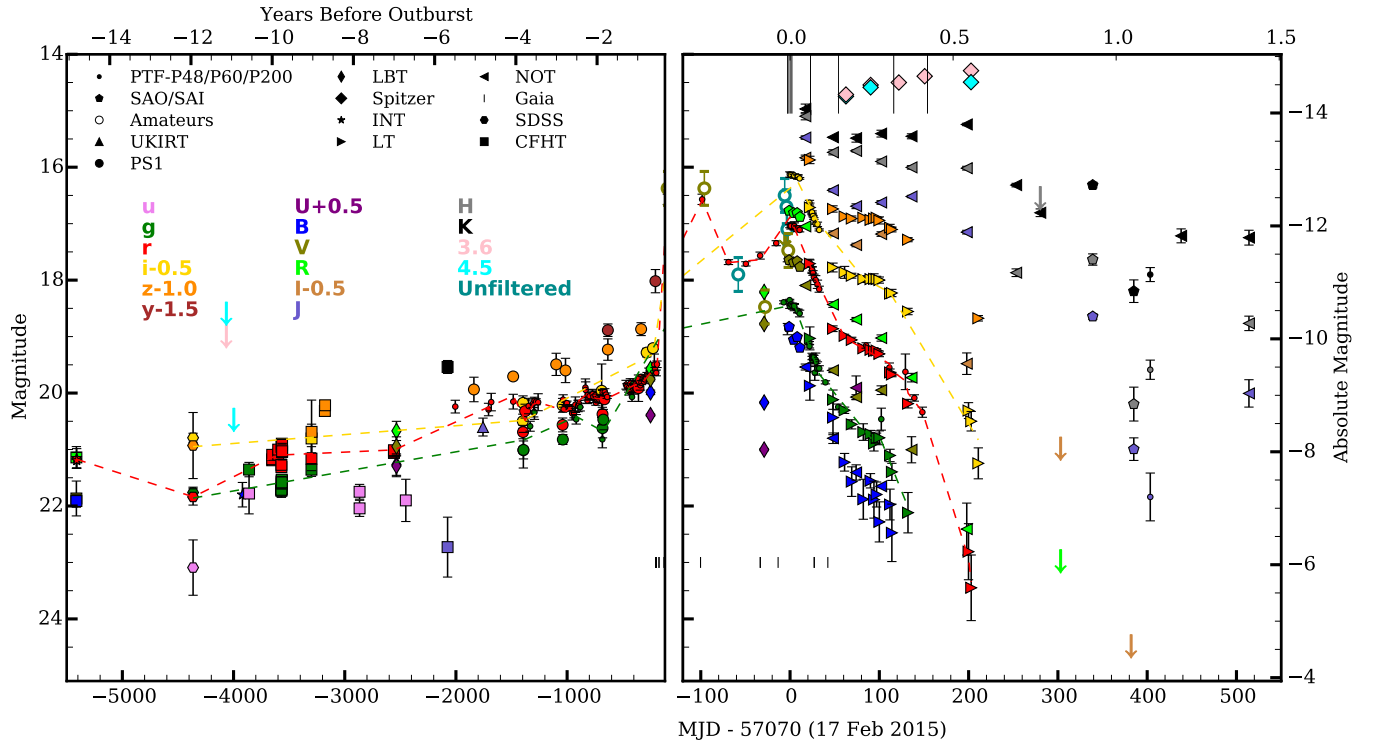 Years Before Outburst
−14 −12 −10 −8 −6 −4 −2 0.0 0.5 1.0 1.5
14
PTF-P48/P60/P200 LBT NOT
SAO/SAI Spitzer Gaia
Amateurs INT SDSS
UKIRT LT CFHT
PS1
u U+0.5 H
g B K
r V 3.6
i-0.5 R 4.5
z-1.0 I-0.5 Unfiltered
y-1.5 J
16
18
20
22
24
Magnitude
−14
−12
−10
−8
−6
−4
Absolute Magnitude
−5000 −4000 −3000 −2000 −1000 −100 0 100 200 300 400 500
MJD - 57070 (17 Feb 2015)